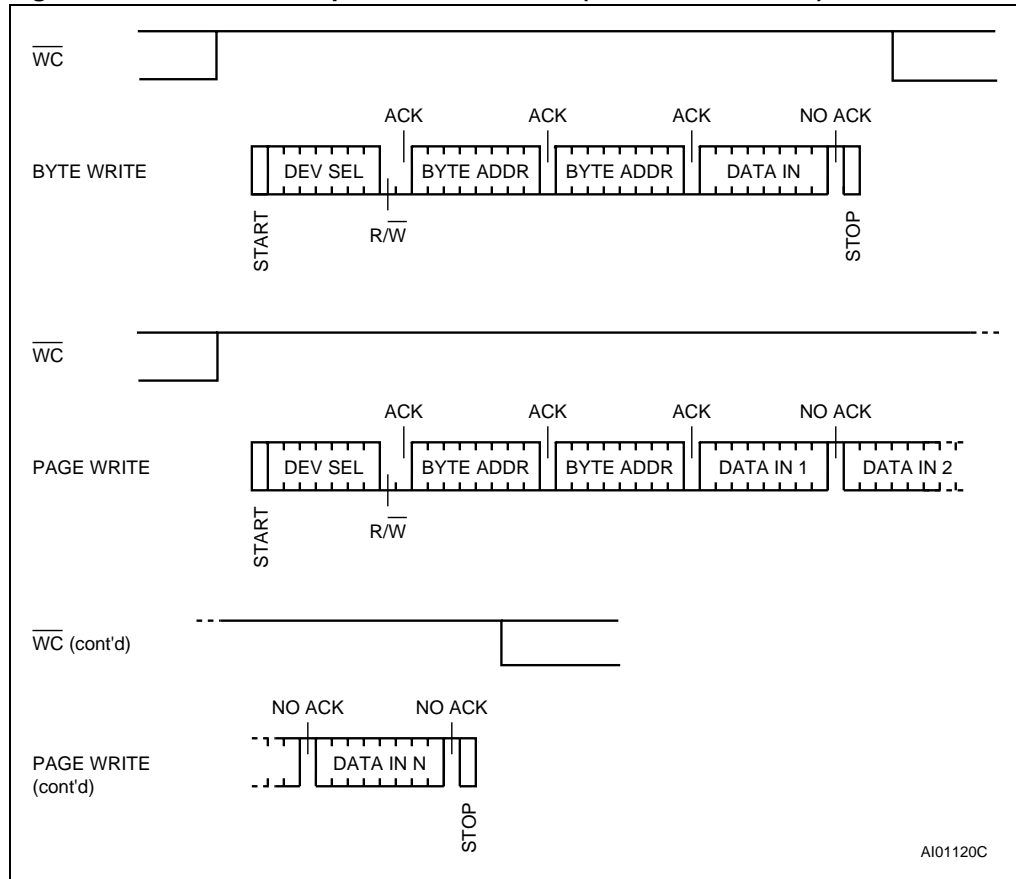 WC
ACK ACK ACK NO ACK
BYTE WRITE DEV SEL BYTE ADDR BYTE ADDR DATA IN
START R/W STOP
WC
ACK ACK ACK NO ACK
PAGE WRITE DEV SEL BYTE ADDR BYTE ADDR DATA IN 1 DATA IN 2
START R/W
WC (cont'd)
NO ACK NO ACK
PAGE WRITE DATA IN N
(cont'd)
STOP
AI01120C